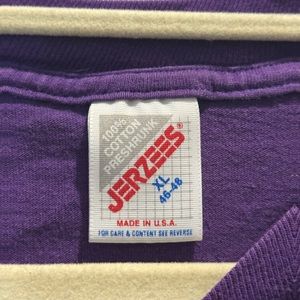 100%
COTTON
PRESHRUNK
JERZEES®
XL
46-48
MADE IN U.S.A.
FOR CARE & CONTENT SEE REVERSE